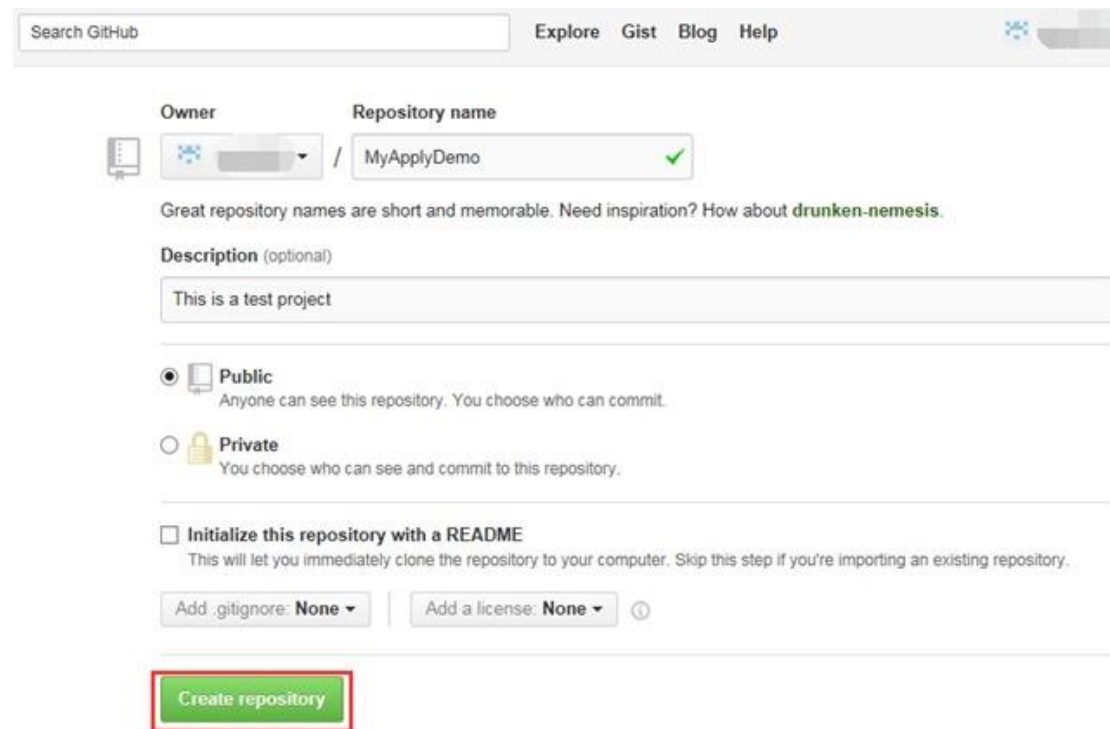 Search GitHub
Explore Gist Blog Help
Owner Repository name
/ MyApplyDemo
Great repository names are short and memorable. Need inspiration? How about drunken-nemesis.
Description (optional)
This is a test project
Public
Anyone can see this repository. You choose who can commit.
Private
You choose who can see and commit to this repository.
Initialize this repository with a README
This will let you immediately clone the repository to your computer. Skip this step if you're importing an existing repository.
Add .gitignore: None Add a license: None
Create repository